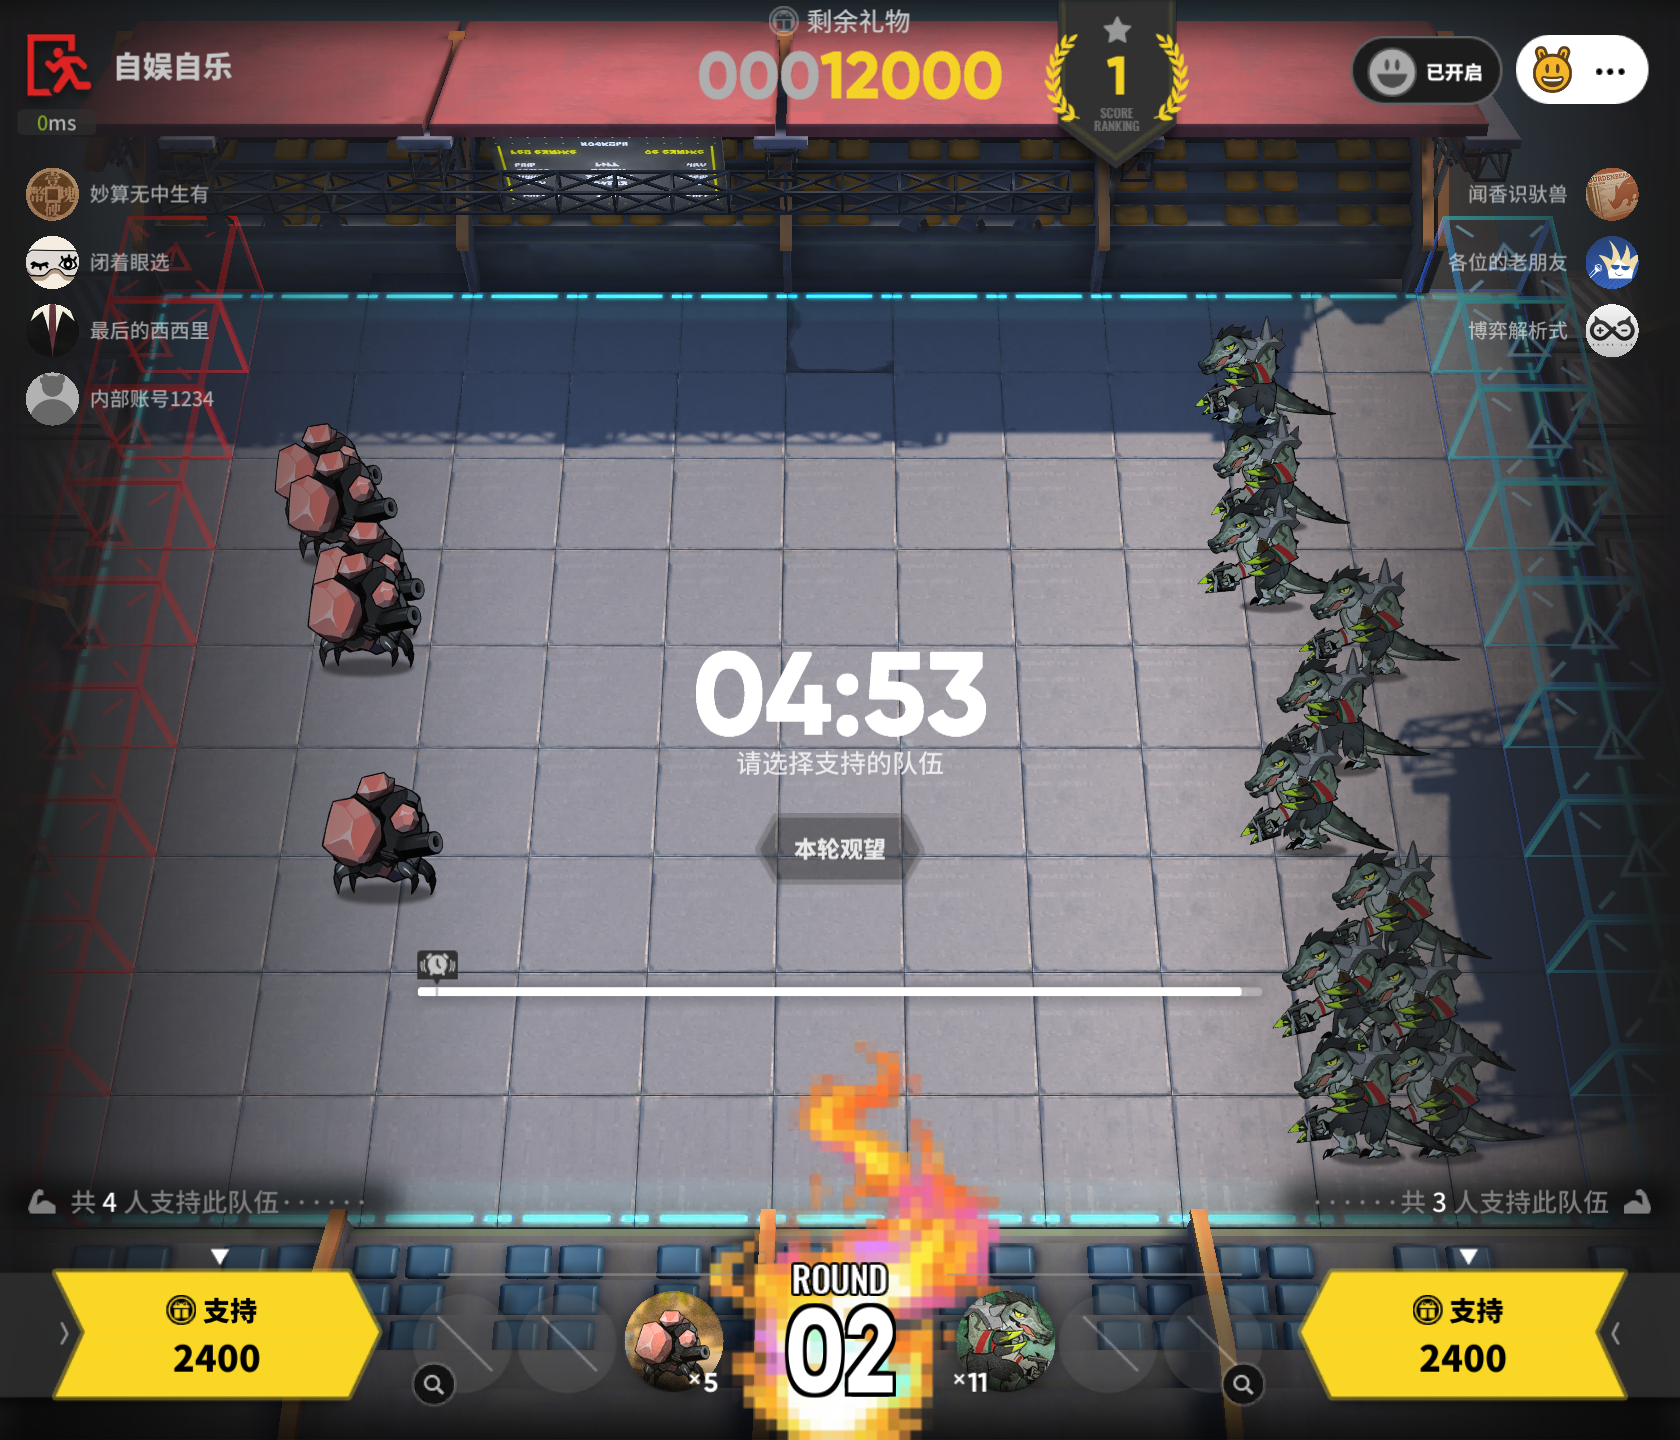 剩余礼物
自娱自乐
00012000
1
SCORE
RANKING
已开启
0ms
妙算无中生有
闭着眼选
最后的西西里
内部账号1234
闻香识驮兽
各位的老朋友
博弈解析式
04:53
请选择支持的队伍
本轮观望
共 4 人支持此队伍······
······共 3 人支持此队伍
支持
2400
×5
ROUND
02
×11
支持
2400